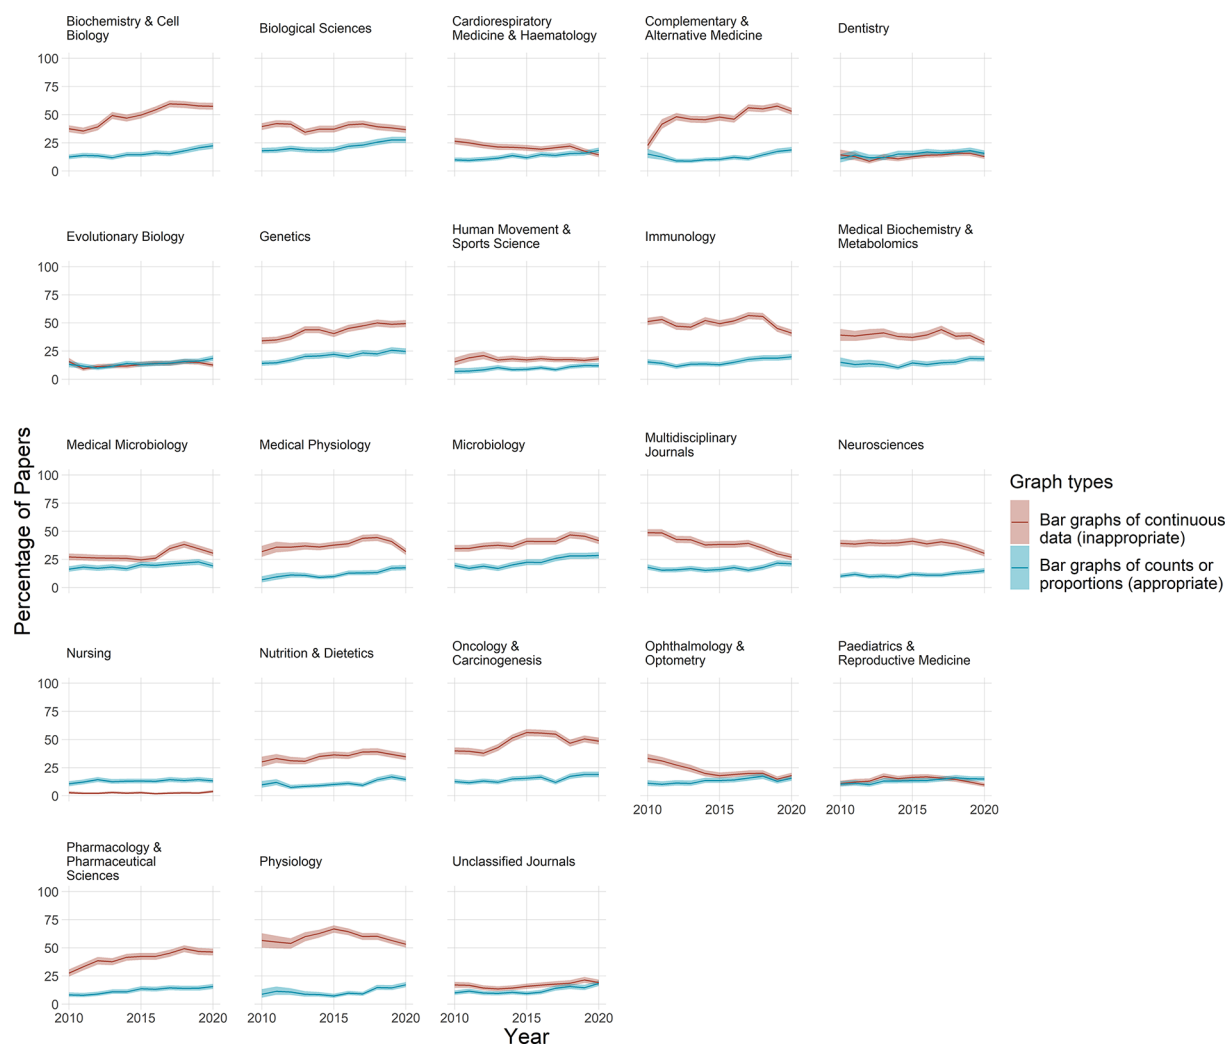 Biochemistry & Cell
Biology
Biological Sciences
Cardiorespiratory
Medicine & Haematology
Complementary &
Alternative Medicine
Dentistry
100
75
50
25
0
Evolutionary Biology
Genetics
Human Movement &
Sports Science
Immunology
Medical Biochemistry &
Metabolomics
100
75
50
25
0
Medical Microbiology
Medical Physiology
Microbiology
Multidisciplinary
Journals
Neurosciences
100
75
50
25
0
Nursing
Nutrition & Dietetics
Oncology &
Carcinogenesis
Ophthalmology &
Optometry
Paediatrics &
Reproductive Medicine
100
75
50
25
0
2010 2015 2020
2010 2015 2020
Pharmacology &
Pharmaceutical
Sciences
Physiology
Unclassified Journals
100
75
50
25
0
2010 2015 2020
2010 2015 2020
2010 2015 2020
Year
Percentage of Papers
Graph types
Bar graphs of continuous
data (inappropriate)
Bar graphs of counts or
proportions (appropriate)